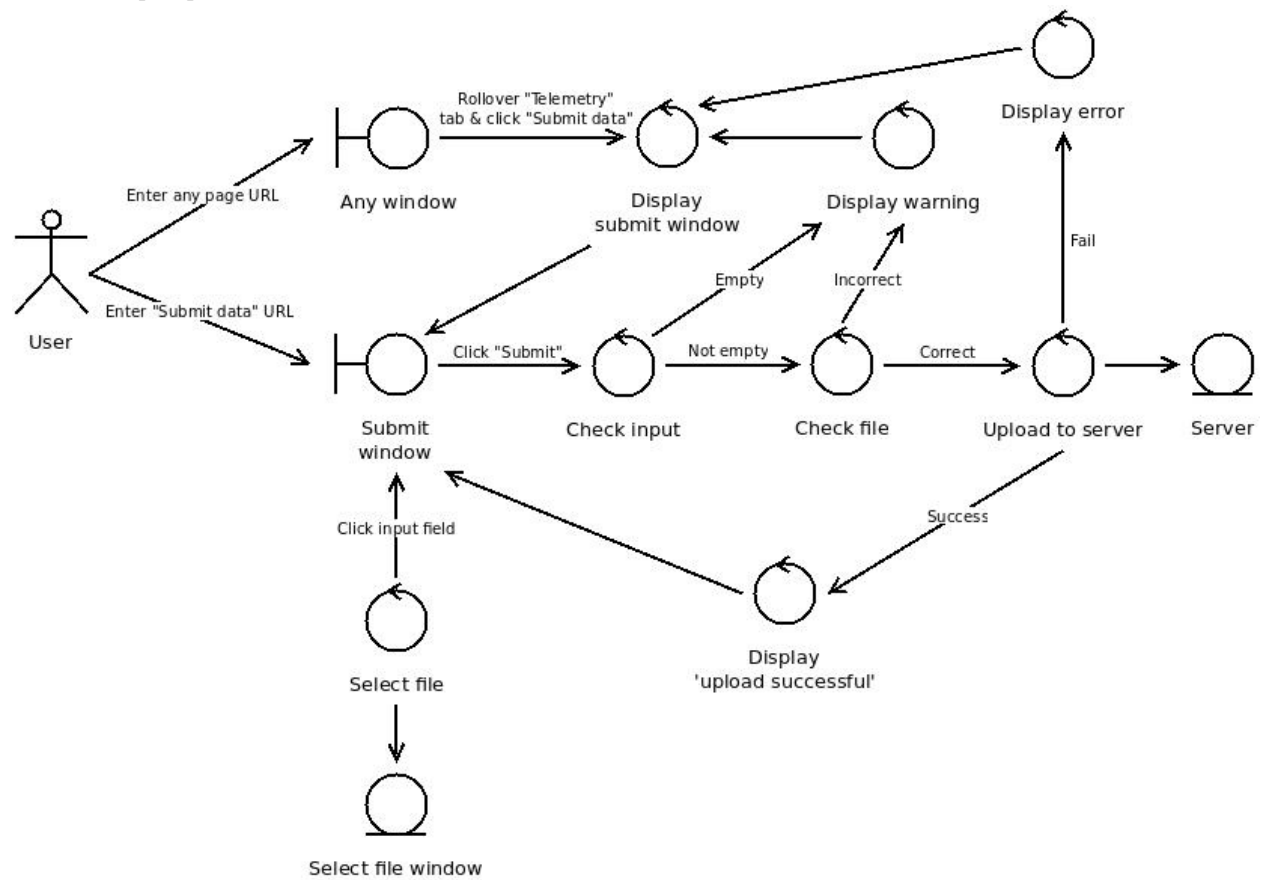 Rollover "Telemetry"
tab & click "Submit data"
Display error
Enter any page URL
Any window
Display
submit window
Display warning
Fail
Empty
Incorrect
Enter "Submit data" URL
User
Click "Submit"
Not empty
Correct
Submit
window
Check input
Check file
Upload to server
Server
Click input field
Success
Select file
Display
'upload successful'
Select file window